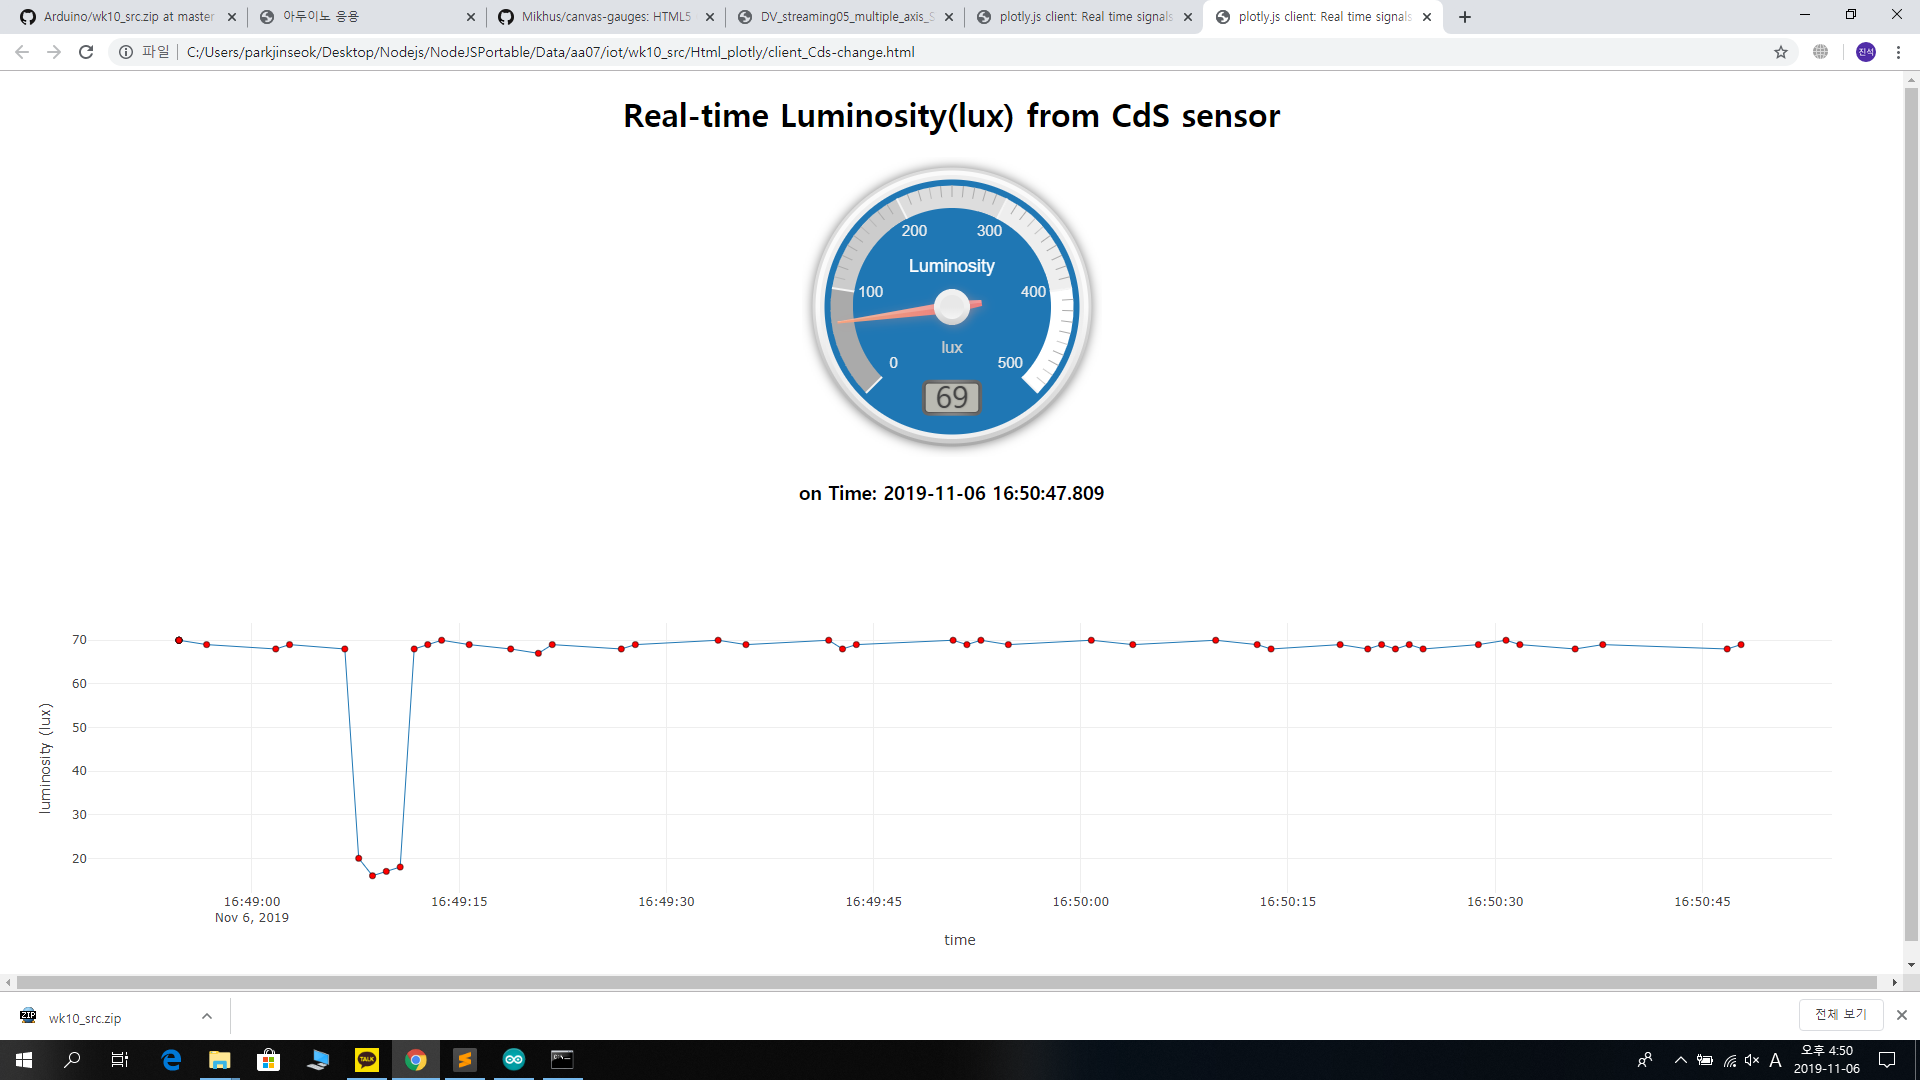 Arduino/wk10_src.zip at master
아두이노 응용
Mikhus/canvas-gauges: HTML5
DV_streaming05_multiple_axis_S
plotly.js client: Real time signals
plotly.js client: Real time signals
파일
C:/Users/parkjinseok/Desktop/Nodejs/NodeJSPortable/Data/aa07/iot/wk10_src/Html_plotly/client_Cds-change.html
진석
Real-time Luminosity(lux) from CdS sensor
200 300
Luminosity
100 400
lux
0 500
69
on Time: 2019-11-06 16:50:47.809
70
60
50
40
30
20
luminosity (lux)
16:49:00 16:49:15 16:49:30 16:49:45 16:50:00 16:50:15 16:50:30 16:50:45
Nov 6, 2019
time
ZIP
wk10_src.zip
전체 보기
TALK
A
오후 4:50
2019-11-06